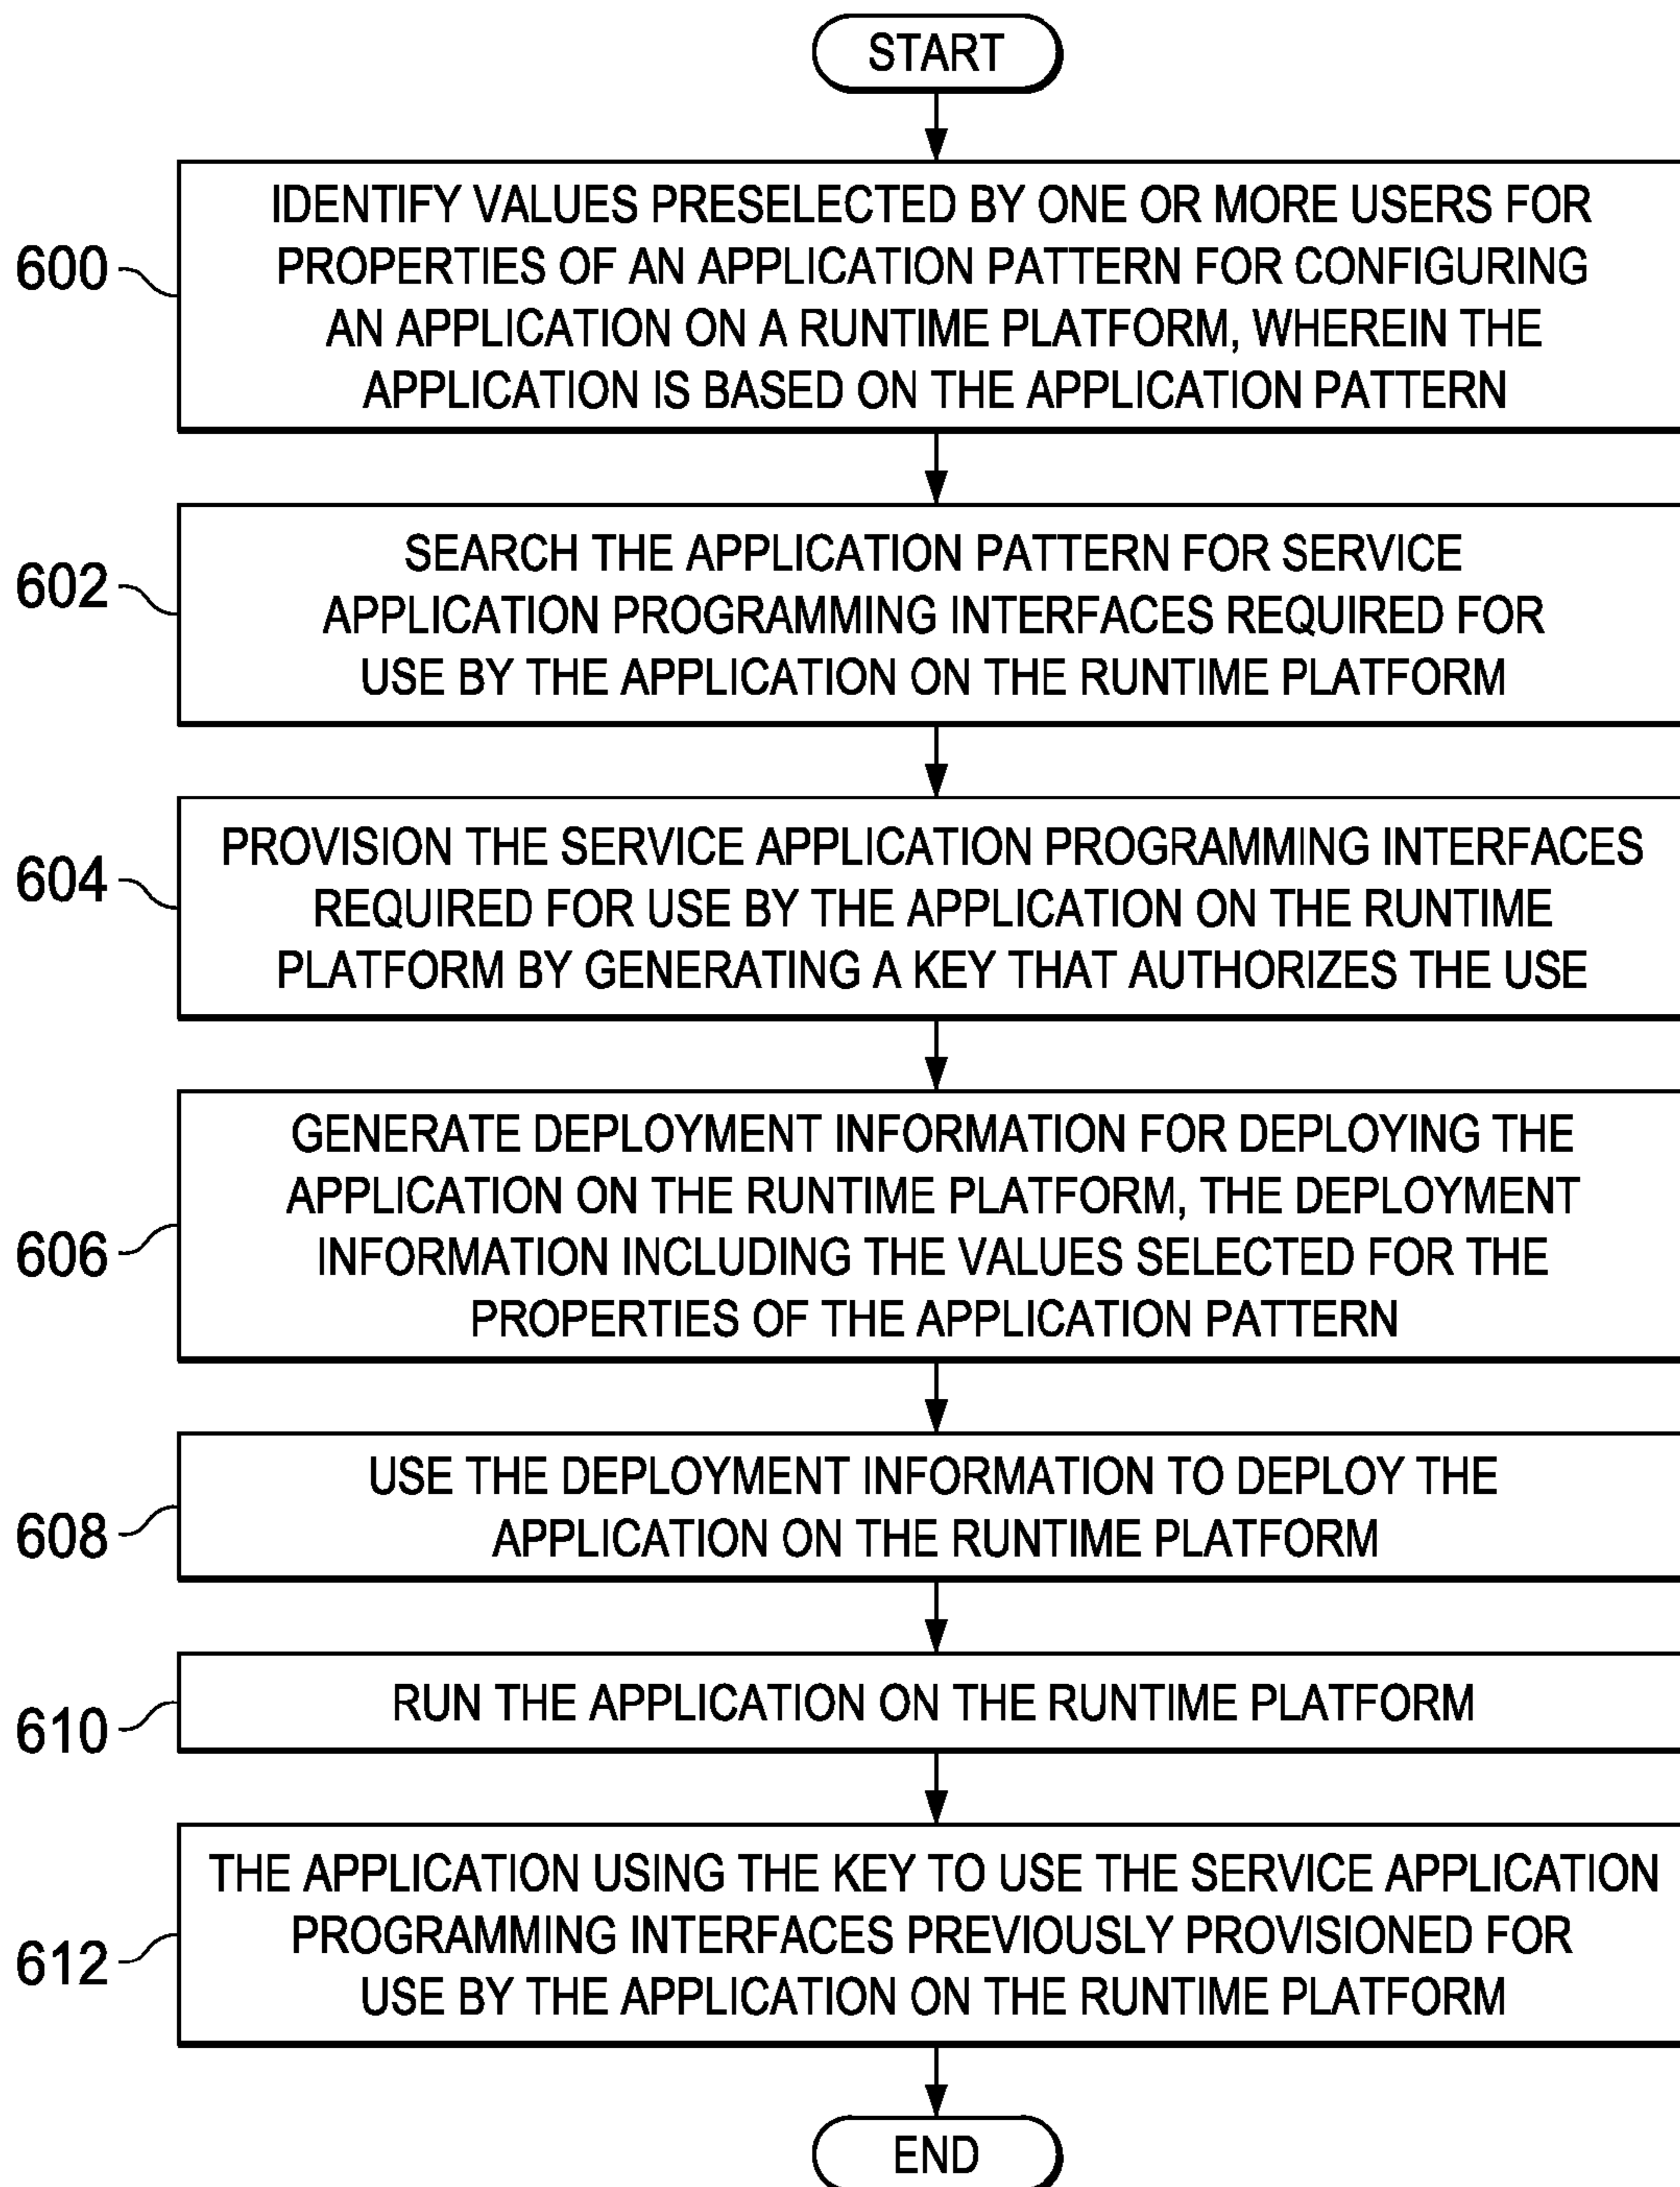 START
600
IDENTIFY VALUES PRESELECTED BY ONE OR MORE USERS FOR
PROPERTIES OF AN APPLICATION PATTERN FOR CONFIGURING
AN APPLICATION ON A RUNTIME PLATFORM, WHEREIN THE
APPLICATION IS BASED ON THE APPLICATION PATTERN
602
SEARCH THE APPLICATION PATTERN FOR SERVICE
APPLICATION PROGRAMMING INTERFACES REQUIRED FOR
USE BY THE APPLICATION ON THE RUNTIME PLATFORM
604
PROVISION THE SERVICE APPLICATION PROGRAMMING INTERFACES
REQUIRED FOR USE BY THE APPLICATION ON THE RUNTIME
PLATFORM BY GENERATING A KEY THAT AUTHORIZES THE USE
606
GENERATE DEPLOYMENT INFORMATION FOR DEPLOYING THE
APPLICATION ON THE RUNTIME PLATFORM, THE DEPLOYMENT
INFORMATION INCLUDING THE VALUES SELECTED FOR THE
PROPERTIES OF THE APPLICATION PATTERN
608
USE THE DEPLOYMENT INFORMATION TO DEPLOY THE
APPLICATION ON THE RUNTIME PLATFORM
610
RUN THE APPLICATION ON THE RUNTIME PLATFORM
612
THE APPLICATION USING THE KEY TO USE THE SERVICE APPLICATION
PROGRAMMING INTERFACES PREVIOUSLY PROVISIONED FOR
USE BY THE APPLICATION ON THE RUNTIME PLATFORM
END